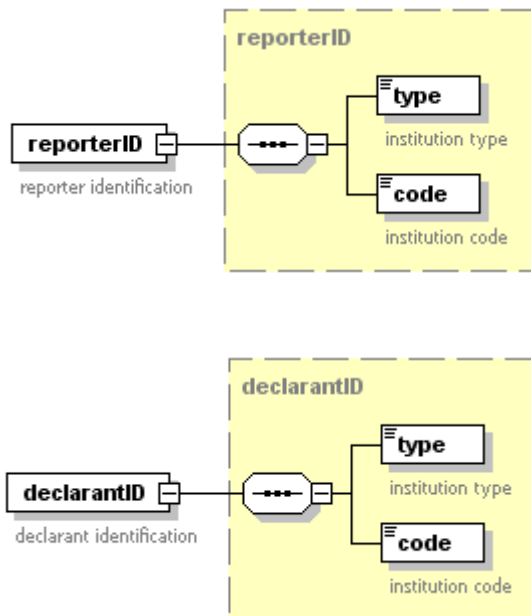 reporterID
type
institution type
reporterID
reporter identification
code
institution code
declarantID
type
institution type
declarantID
declarant identification
code
institution code